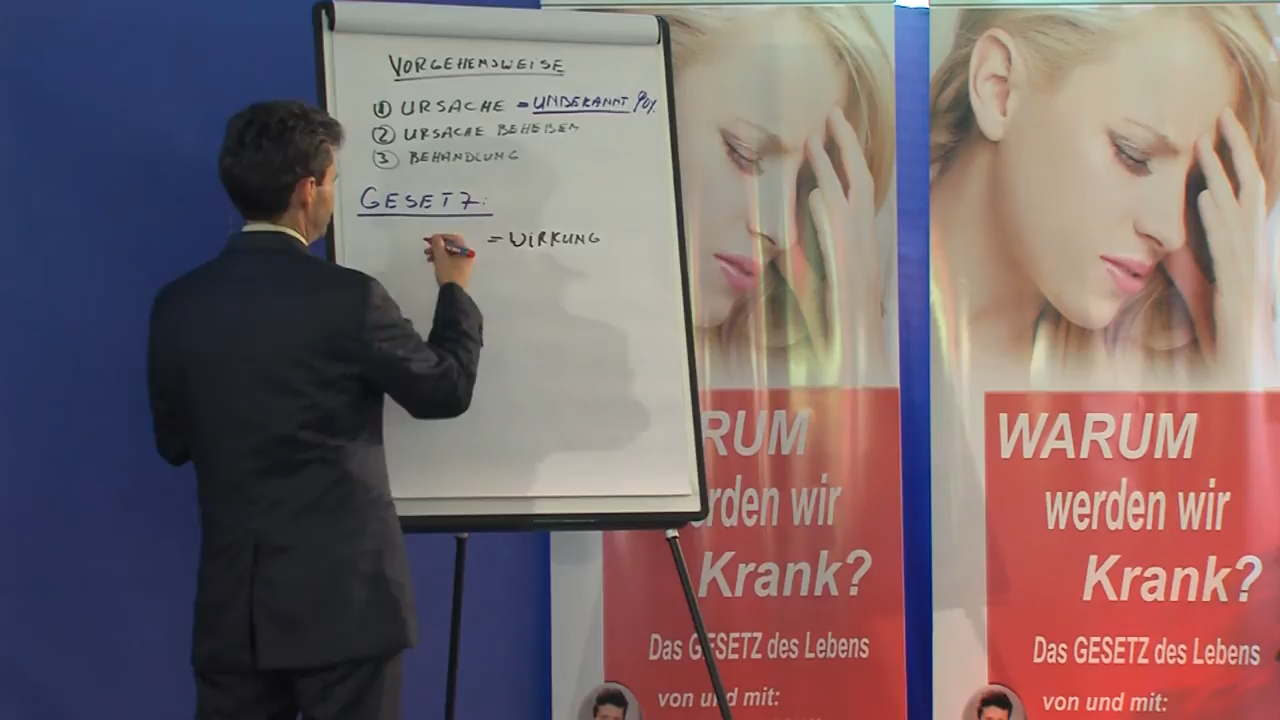 VORGEHENSWEISE
① URSACHE = UNBEKANNT 90%
② URSACHE BEHEBEN
③ BEHANDLUNG
GESETZ:
= WIRKUNG
RUM
rden wir
Krank?
Das GESETZ des Lebens
von und mit:
WARUM
werden wir
Krank?
Das GESETZ des Lebens
von und mit: